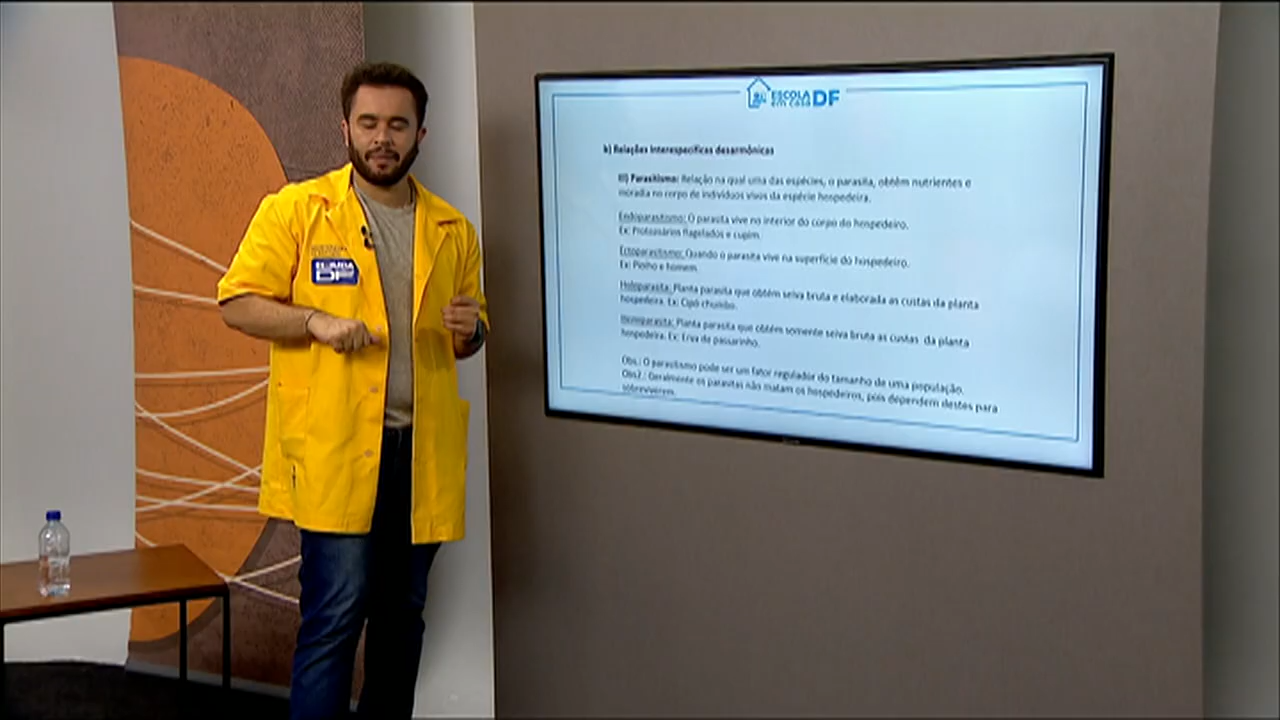 ESCOLA
em casa DF
b) Relações interespecíficas desarmônicas
III) Parasitismo: Relação na qual uma das espécies, o parasita, obtém nutrientes e
moradia no corpo de indivíduos vivos da espécie hospedeira.
Endoparasitismo: O parasita vive no interior do corpo do hospedeiro.
Ex: Protozoários flagelados e cupim.
Ectoparasitismo: Quando o parasita vive na superfície do hospedeiro.
Ex: Piolho e homem.
Holoparasita: Planta parasita que obtém seiva bruta e elaborada as custas da planta
hospedeira. Ex: Cipó chumbo.
Hemiparasita: Planta parasita que obtém somente seiva bruta as custas da planta
hospedeira. Ex: Erva de passarinho.
Obs.: O parasitismo pode ser um fator regulador do tamanho de uma população.
Obs2.: Geralmente os parasitas não matam os hospedeiros, pois dependem destes para
sobreviverem.
DF